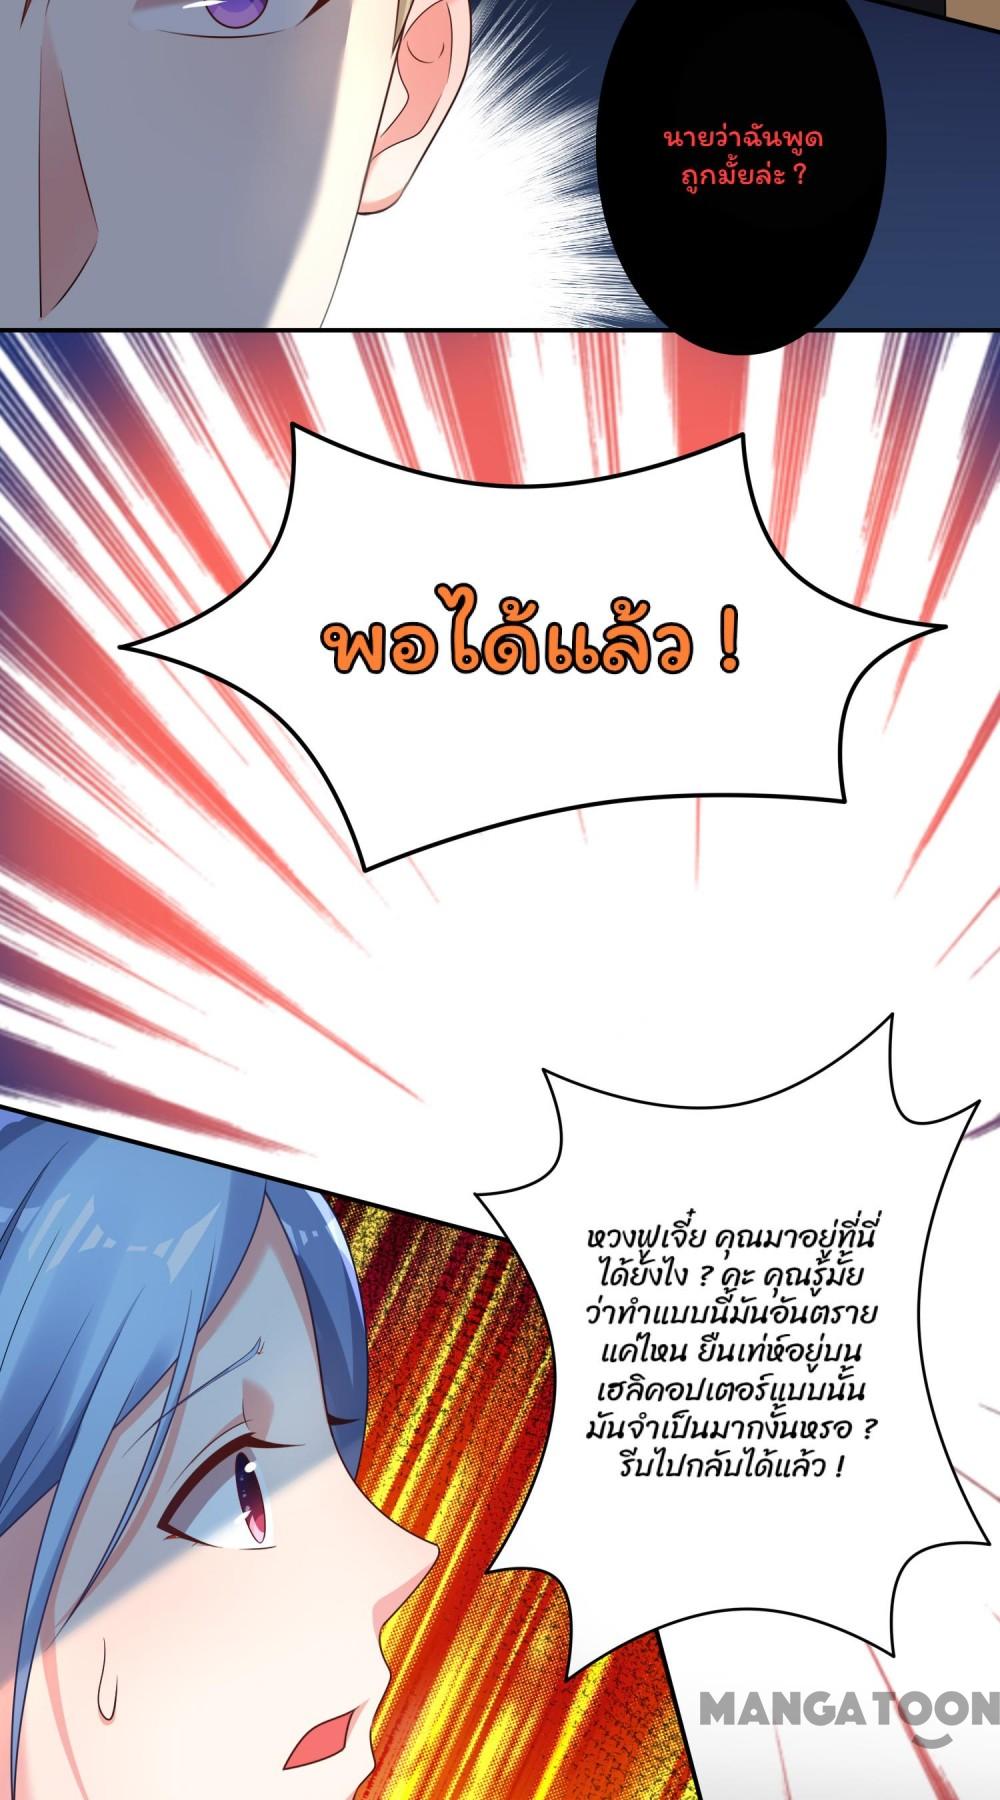 นายว่าฉันพูด
ถูกมั้ยล่ะ ?
พอได้แล้ว !
หวงฟูเจี๋ย คุณมาอยู่ที่นี่
ได้ยังไง ? คะ คุณรู้มั้ย
ว่าทำแบบนี้มันอันตราย
แค่ไหน ยืนเท่ห์อยู่บน
เฮลิคอปเตอร์แบบนั้น
มันจำเป็นมากงั้นหรอ ?
รีบไปกลับได้แล้ว !
MANGATOON